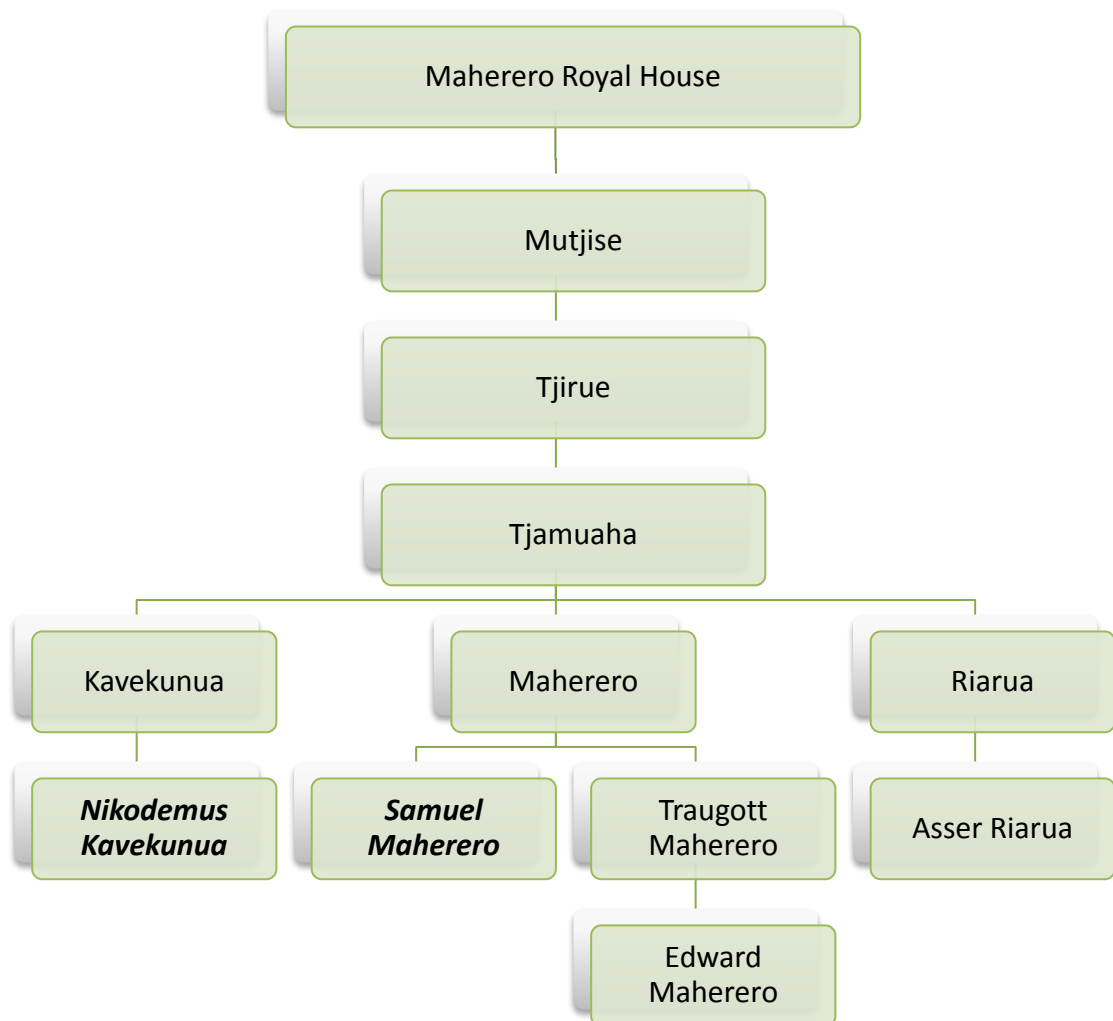 Maherero Royal House
Mutjise
Tjirue
Tjamuaha
Kavekunua
Maherero
Riarua
Nikodemus
Kavekunua
Samuel
Maherero
Traugott
Maherero
Asser Riarua
Edward
Maherero